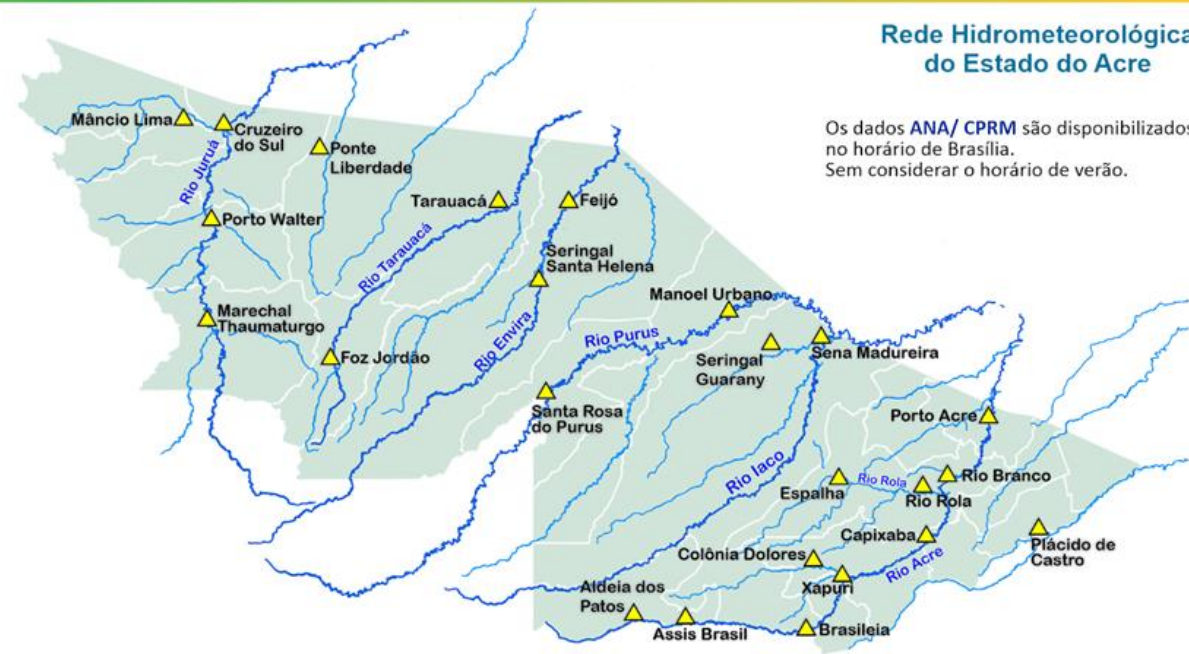 Rede Hidrometeorológica
do Estado do Acre
Os dados ANA/ CPRM são disponibilizados
no horário de Brasília.
Sem considerar o horário de verão.
Mâncio Lima
Cruzeiro
do Sul
Ponte
Liberdade
Rio Juruá
Tarauacá
Feijó
Porto Walter
Rio Tarauacá
Seringal
Santa Helena
Manoel Urbano
Marechal
Thaumaturgo
Rio Envira
Rio Purus
Foz Jordão
Seringal
Guarany
Sena Madureira
Santa Rosa
do Purus
Porto Acre
Rio Iaco
Espalha
Rio Rola
Rio Rola
Rio Branco
Capixaba
Plácido de
Castro
Colônia Dolores
Rio Acre
Xapuri
Aldeia dos
Patos
Assis Brasil
Brasileia